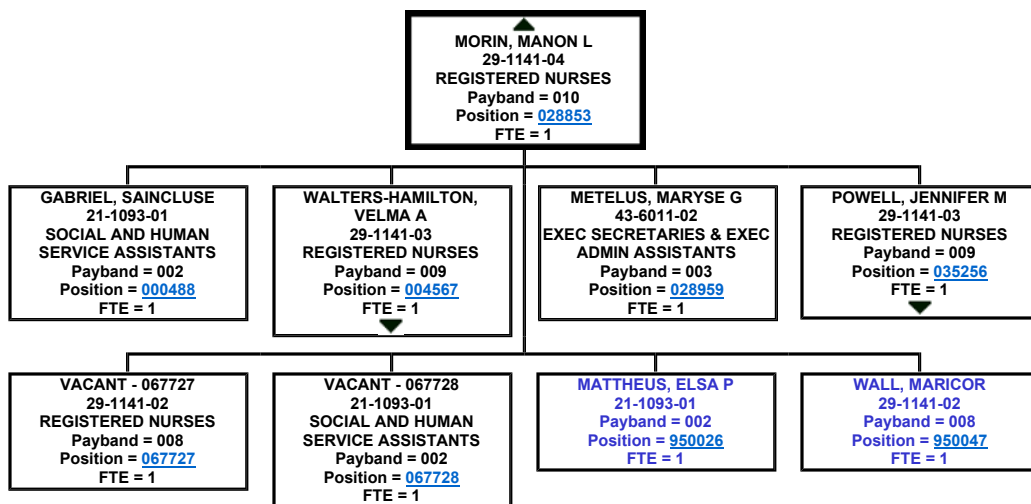 MORIN, MANON L
29-1141-04
REGISTERED NURSES
Payband = 010
Position = 028853
FTE = 1
GABRIEL, SAINCLUSE
21-1093-01
SOCIAL AND HUMAN
SERVICE ASSISTANTS
Payband = 002
Position = 000488
FTE = 1
WALTERS-HAMILTON,
VELMA A
29-1141-03
REGISTERED NURSES
Payband = 009
Position = 004567
FTE = 1
METELUS, MARYSE G
43-6011-02
EXEC SECRETARIES & EXEC
ADMIN ASSISTANTS
Payband = 003
Position = 028959
FTE = 1
POWELL, JENNIFER M
29-1141-03
REGISTERED NURSES
Payband = 009
Position = 035256
FTE = 1
VACANT - 067727
29-1141-02
REGISTERED NURSES
Payband = 008
Position = 067727
FTE = 1
VACANT - 067728
21-1093-01
SOCIAL AND HUMAN
SERVICE ASSISTANTS
Payband = 002
Position = 067728
FTE = 1
MATTHEUS, ELSA P
21-1093-01
Payband = 002
Position = 950026
FTE = 1
WALL, MARICOR
29-1141-02
Payband = 008
Position = 950047
FTE = 1